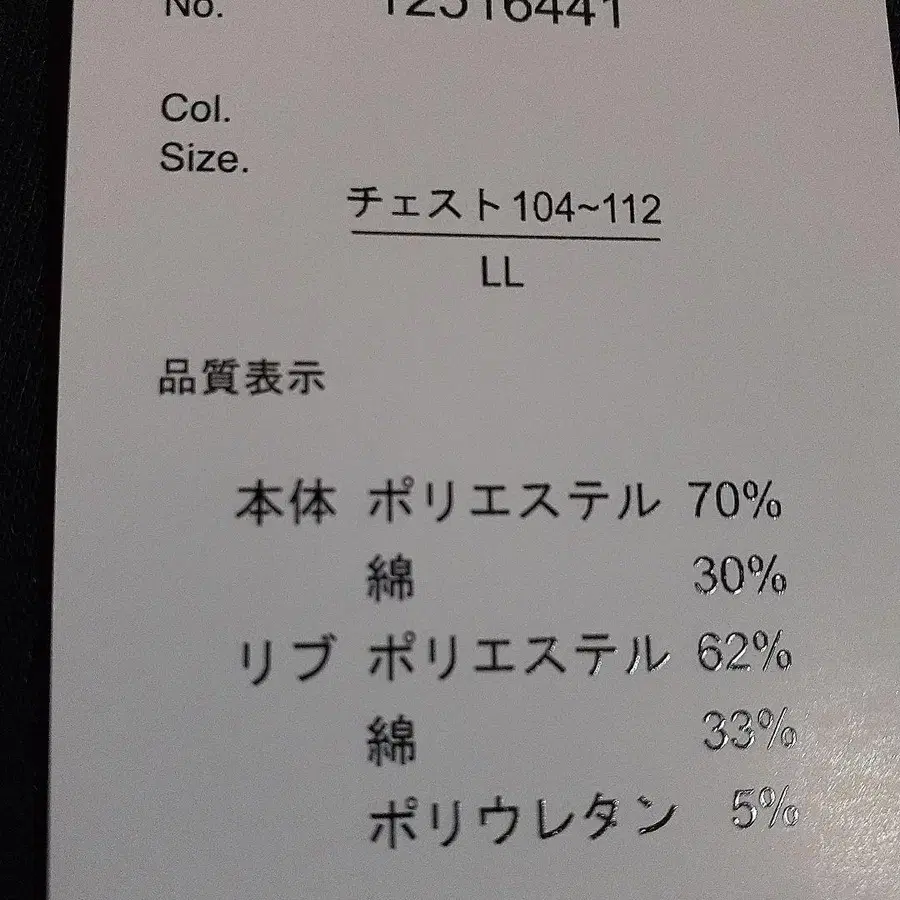 No. 12516441
Col.
Size.
チェスト104~112
LL
品質表示
本体 ポリエステル 70%
綿 30%
リブ ポリエステル 62%
綿 33%
ポリウレタン 5%